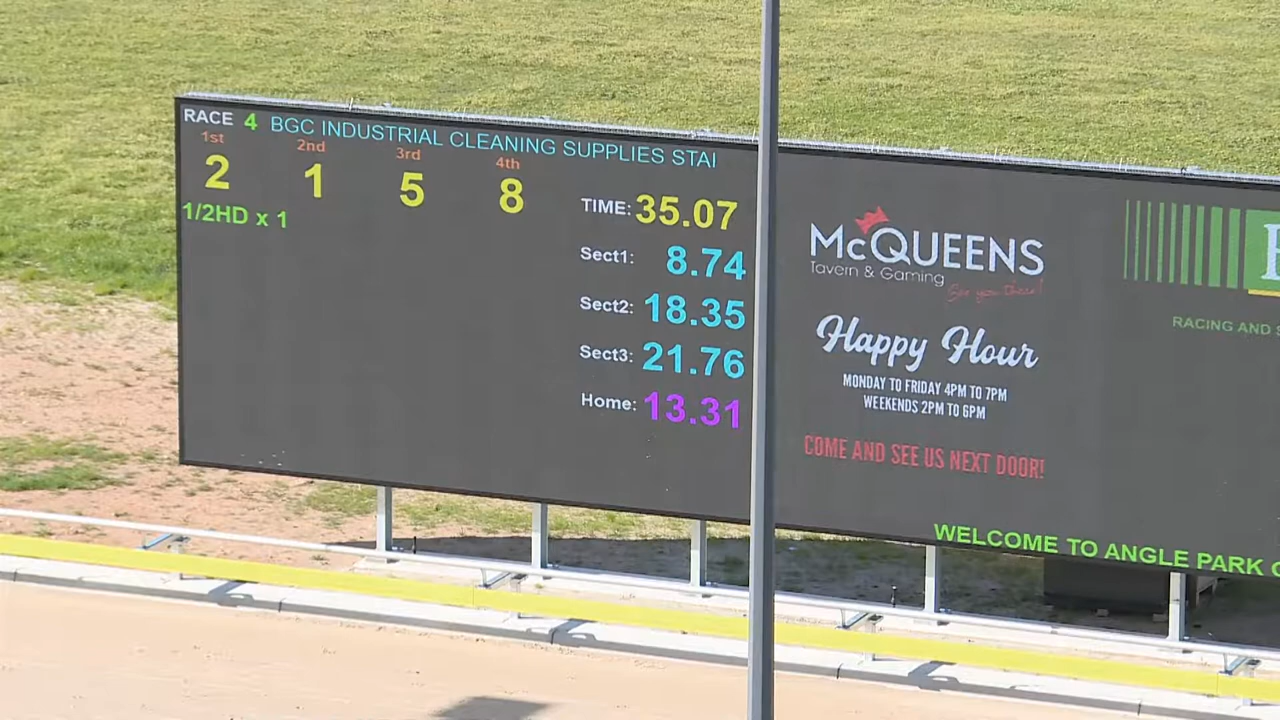 RACE 4 BGC INDUSTRIAL CLEANING SUPPLIES STAI
1st 2nd 3rd 4th
2 1 5 8
1/2HD x 1
TIME: 35.07
Sect1: 8.74
Sect2: 18.35
Sect3: 21.76
Home: 13.31
McQUEENS
Tavern & Gaming
See you there!
Happy Hour
MONDAY TO FRIDAY 4PM TO 7PM
WEEKENDS 2PM TO 6PM
COME AND SEE US NEXT DOOR!
RACING AND
WELCOME TO ANGLE PARK